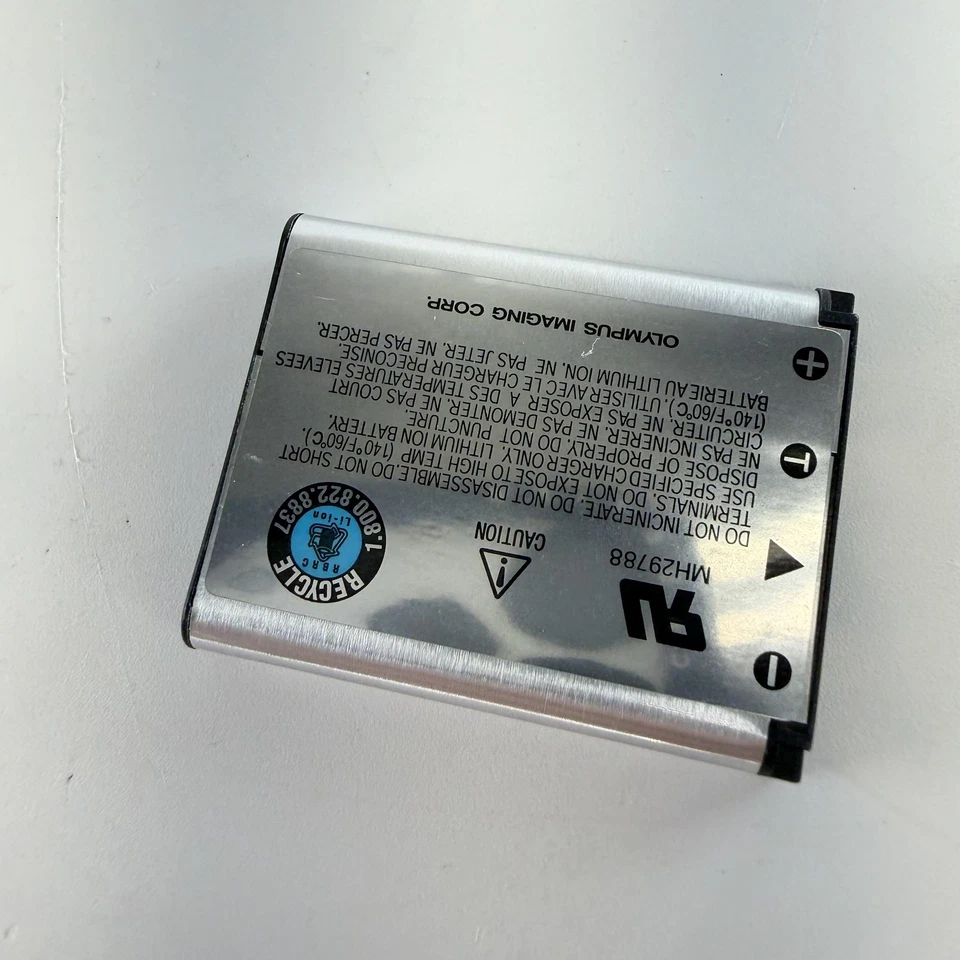 RU
MH29788
CAUTION
RECYCLE
RBRC
Li-ion
1.800.822.8837
DO NOT INCINERATE. DO NOT DISASSEMBLE. DO NOT SHORT
TERMINALS. DO NOT EXPOSE TO HIGH TEMP (140°F/60°C).
USE SPECIFIED CHARGER ONLY. LITHIUM ION BATTERY.
DISPOSE OF PROPERLY. DO NOT PUNCTURE.
NE PAS INCINERER. NE PAS DEMONTER. NE PAS COURT
CIRCUITER. NE PAS EXPOSER A DES TEMPERATURES ELEVEES
(140°F/60°C). UTILISER AVEC LE CHARGEUR PRECONISE.
BATTERIE AU LITHIUM ION. NE PAS JETER. NE PAS PERCER.
OLYMPUS IMAGING CORP.
–
T
+